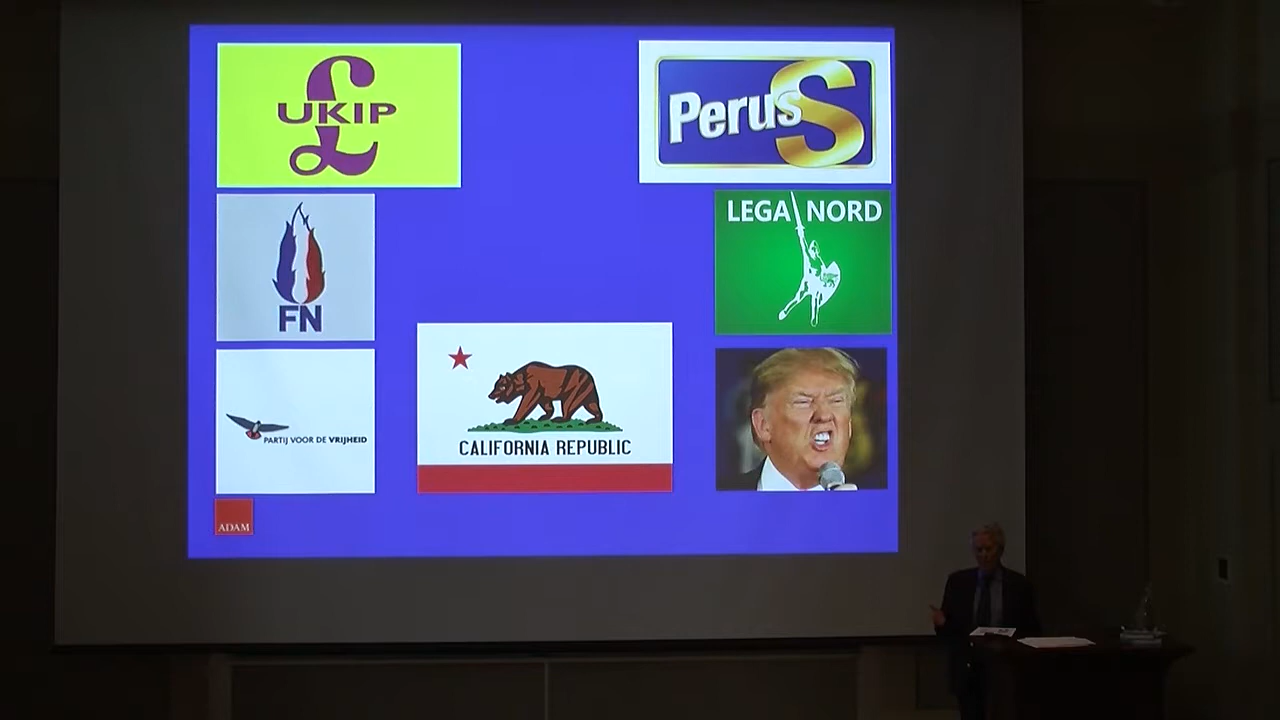 £
UKIP
PerusS
LEGA NORD
FN
PARTIJ VOOR DE VRIJHEID
CALIFORNIA REPUBLIC
ADAM